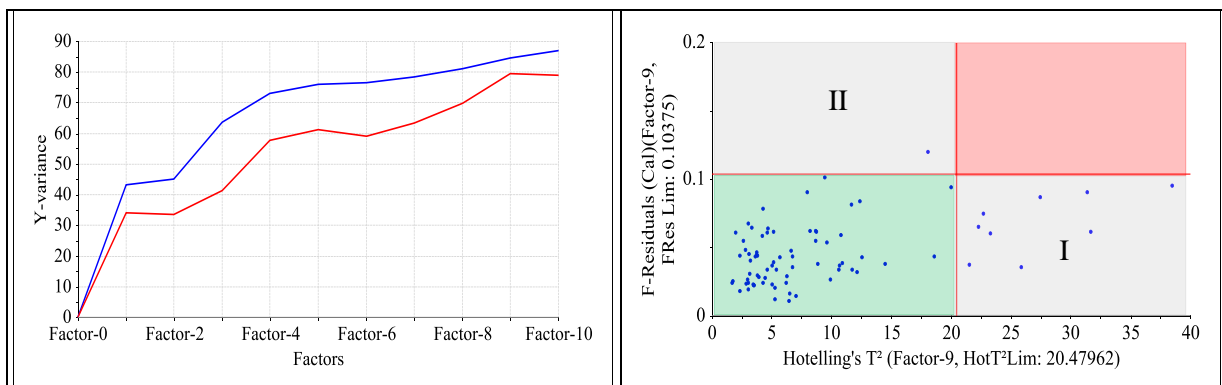 90
80
70
60
50
40
30
20
10
0
Y-variance
Factor-0
Factor-2
Factor-4
Factor-6
Factor-8
Factor-10
Factors
0.2
0.1
0
F-Residuals (Cal)(Factor-9,
FRes Lim: 0.10375)
II
I
0
5
10
15
20
25
30
35
40
Hotelling's T² (Factor-9, HotT²Lim: 20.47962)